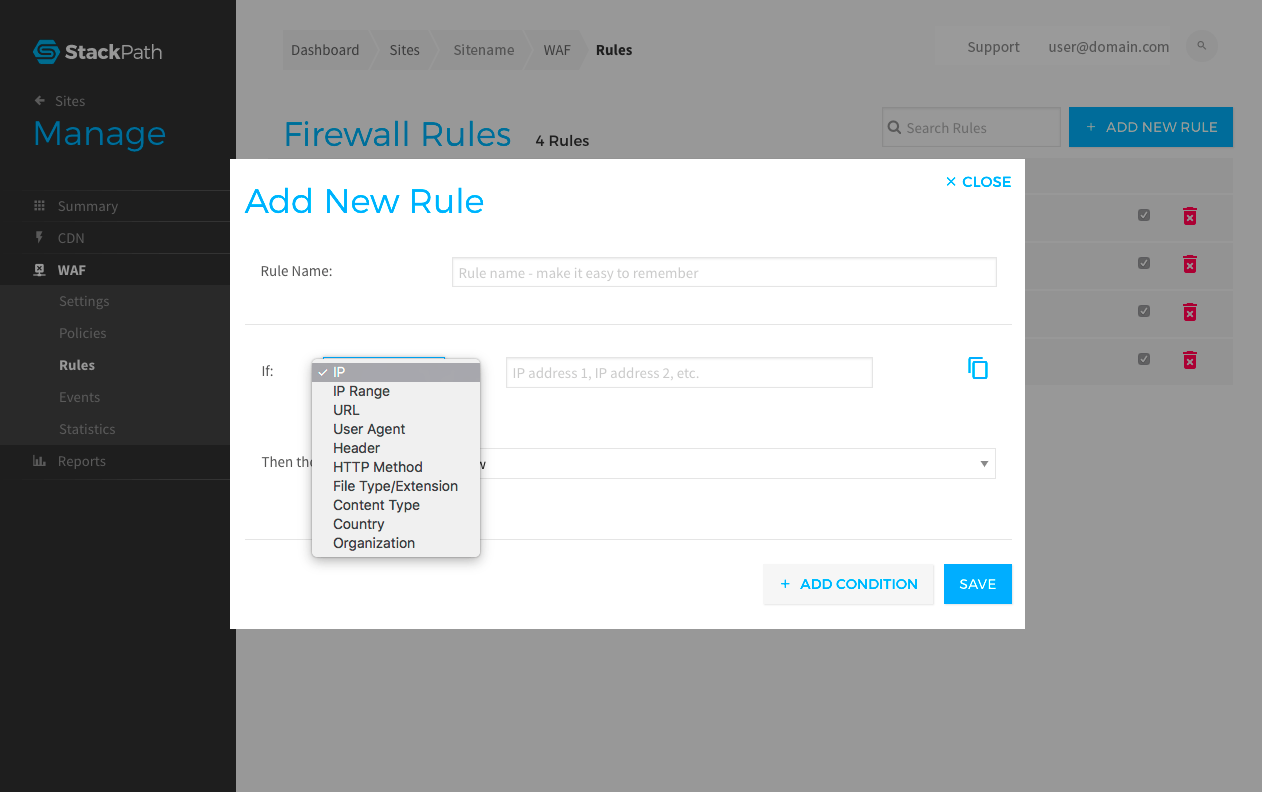 StackPath
Dashboard Sites Sitename WAF Rules
Support user@domain.com
Sites
Manage
Summary
CDN
WAF
Settings
Policies
Rules
Events
Statistics
Reports
Firewall Rules 4 Rules
Search Rules
+ ADD NEW RULE
Add New Rule
× CLOSE
Rule Name:
Rule name - make it easy to remember
If:
✓ IP
IP Range
URL
User Agent
Header
HTTP Method
File Type/Extension
Content Type
Country
Organization
IP address 1, IP address 2, etc.
Then
+ ADD CONDITION
SAVE